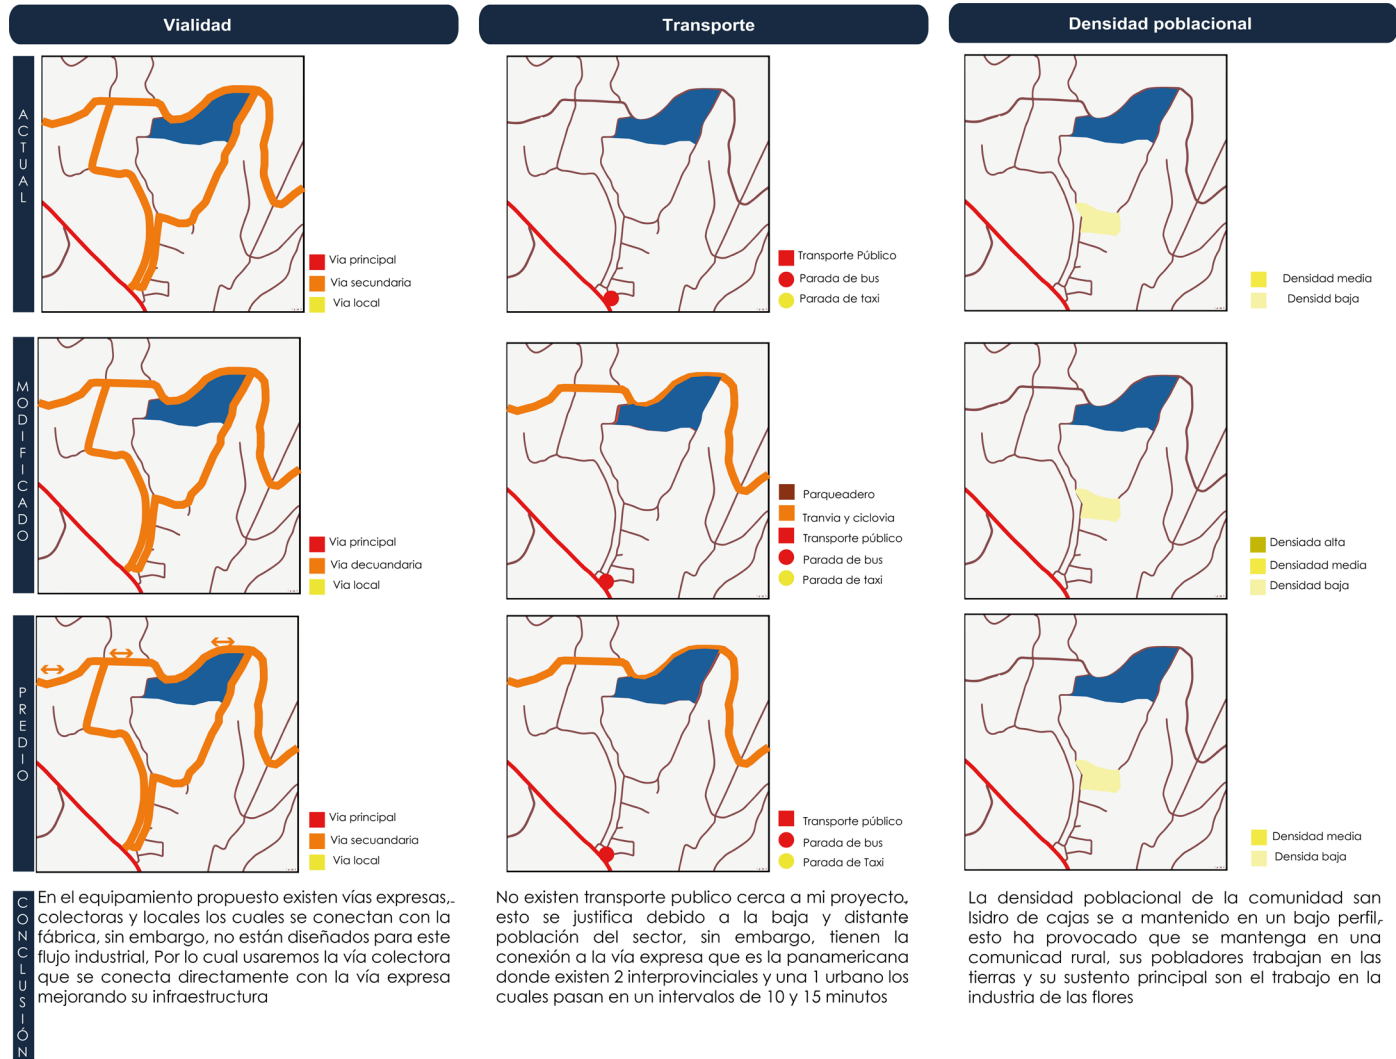 Vialidad
Transporte
Densidad poblacional
ACTUAL
Via principal
Via secundaria
Via local
Transporte Público
Parada de bus
Parada de taxi
Densidad media
Densidd baja
MODIFICADO
Via principal
Via decuandaria
Via local
Parqueadero
Tranvia y ciclovia
Transporte público
Parada de bus
Parada de taxi
Densiada alta
Densiadad media
Densidad baja
PREDIO
Via principal
Via secuandaria
Via local
Transporte público
Parada de bus
Parada de Taxi
Densidad media
Densida baja
CONCLUSIÓN
En el equipamiento propuesto existen vías expresas,
colectoras y locales los cuales se conectan con la
fábrica, sin embargo, no están diseñados para este
flujo industrial, Por lo cual usaremos la vía colectora
que se conecta directamente con la vía expresa
mejorando su infraestructura
No existen transporte publico cerca a mi proyecto,
esto se justifica debido a la baja y distante
población del sector, sin embargo, tienen la
conexión a la vía expresa que es la panamericana
donde existen 2 interprovinciales y una 1 urbano los
cuales pasan en un intervalos de 10 y 15 minutos
La densidad poblacional de la comunidad san
Isidro de cajas se a mantenido en un bajo perfil,
esto ha provocado que se mantenga en una
comunicad rural, sus pobladores trabajan en las
tierras y su sustento principal son el trabajo en la
industria de las flores